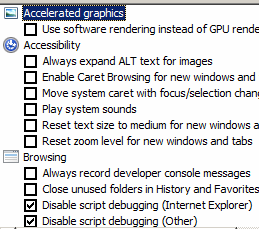 Accelerated graphics
Use software rendering instead of GPU rende
Accessibility
Always expand ALT text for images
Enable Caret Browsing for new windows and
Move system caret with focus/selection chang
Play system sounds
Reset text size to medium for new windows a
Reset zoom level for new windows and tabs
Browsing
Always record developer console messages
Close unused folders in History and Favorites
Disable script debugging (Internet Explorer)
Disable script debugging (Other)